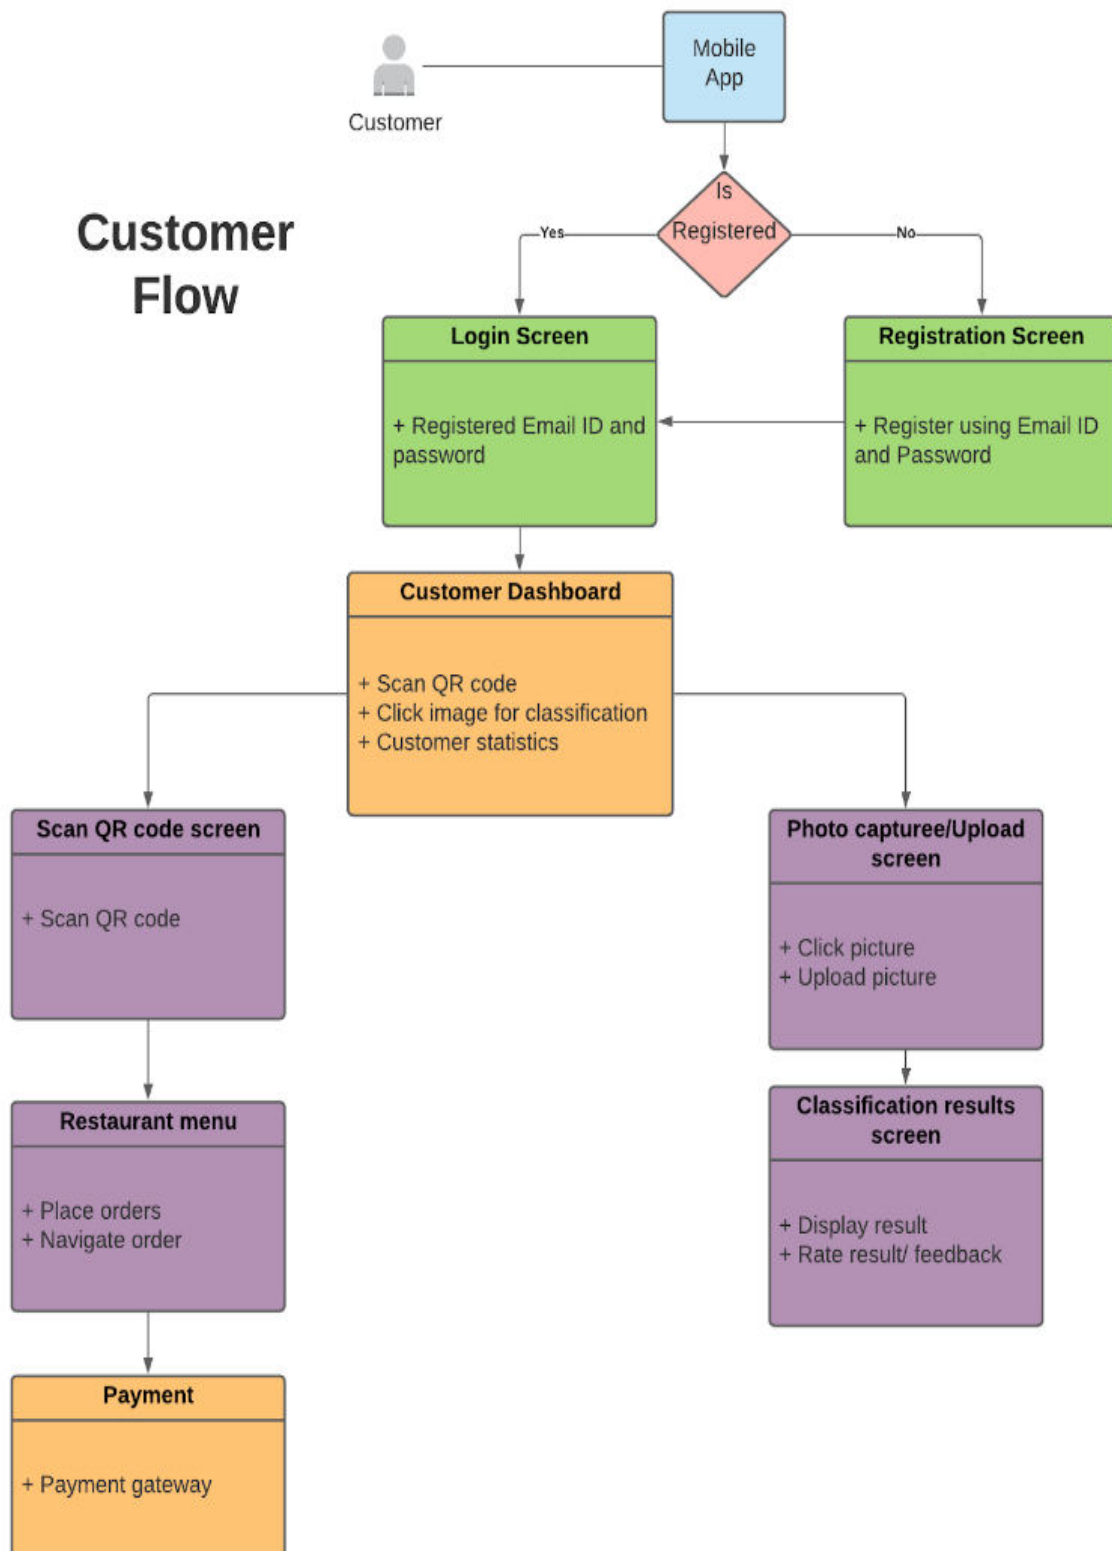 Mobile
App
Customer
Customer
Flow
Is
Registered
Yes
No
Login Screen
+ Registered Email ID and
password
Registration Screen
+ Register using Email ID
and Password
Customer Dashboard
+ Scan QR code
+ Click image for classification
+ Customer statistics
Scan QR code screen
+ Scan QR code
Photo capturee/Upload
screen
+ Click picture
+ Upload picture
Restaurant menu
+ Place orders
+ Navigate order
Classification results
screen
+ Display result
+ Rate result/ feedback
Payment
+ Payment gateway